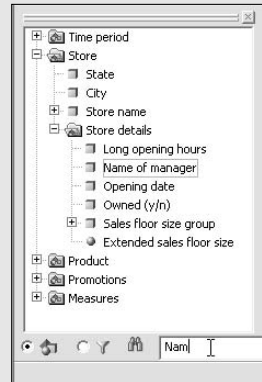 Time period
Store
State
City
Store name
Store details
Long opening hours
Name of manager
Opening date
Owned (y/n)
Sales floor size group
Extended sales floor size
Product
Promotions
Measures
Nam